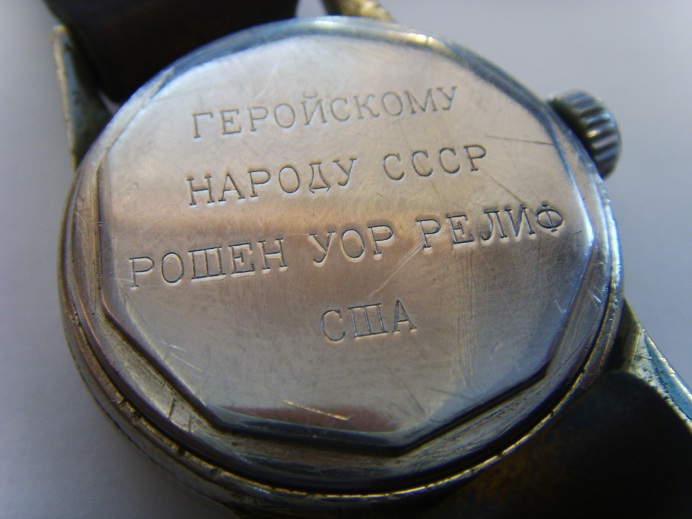 ГЕРОЙСКОМУ
НАРОДУ СССР
РОШЕН УОР РЕЛИФ
США